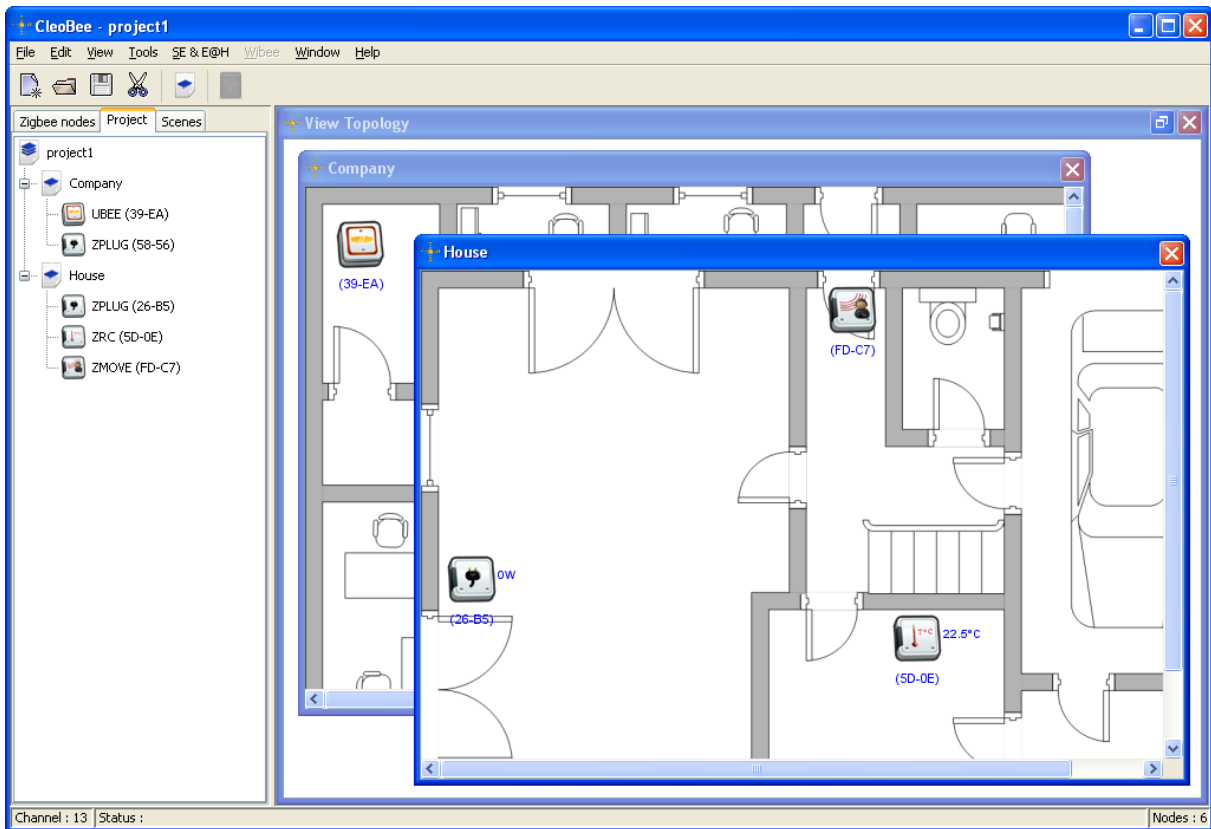 CleoBee - project1
File Edit View Tools SE & E@H Wibee Window Help
Zigbee nodes Project Scenes
View Topology
project1
Company
UBEE (39-EA)
ZPLUG (58-56)
House
ZPLUG (26-B5)
ZRC (5D-0E)
ZMOVE (FD-C7)
Company
(39-EA)
House
(FD-C7)
0W
(26-B5)
T°C
22.5°C
(5D-0E)
Channel : 13 Status : Nodes : 6